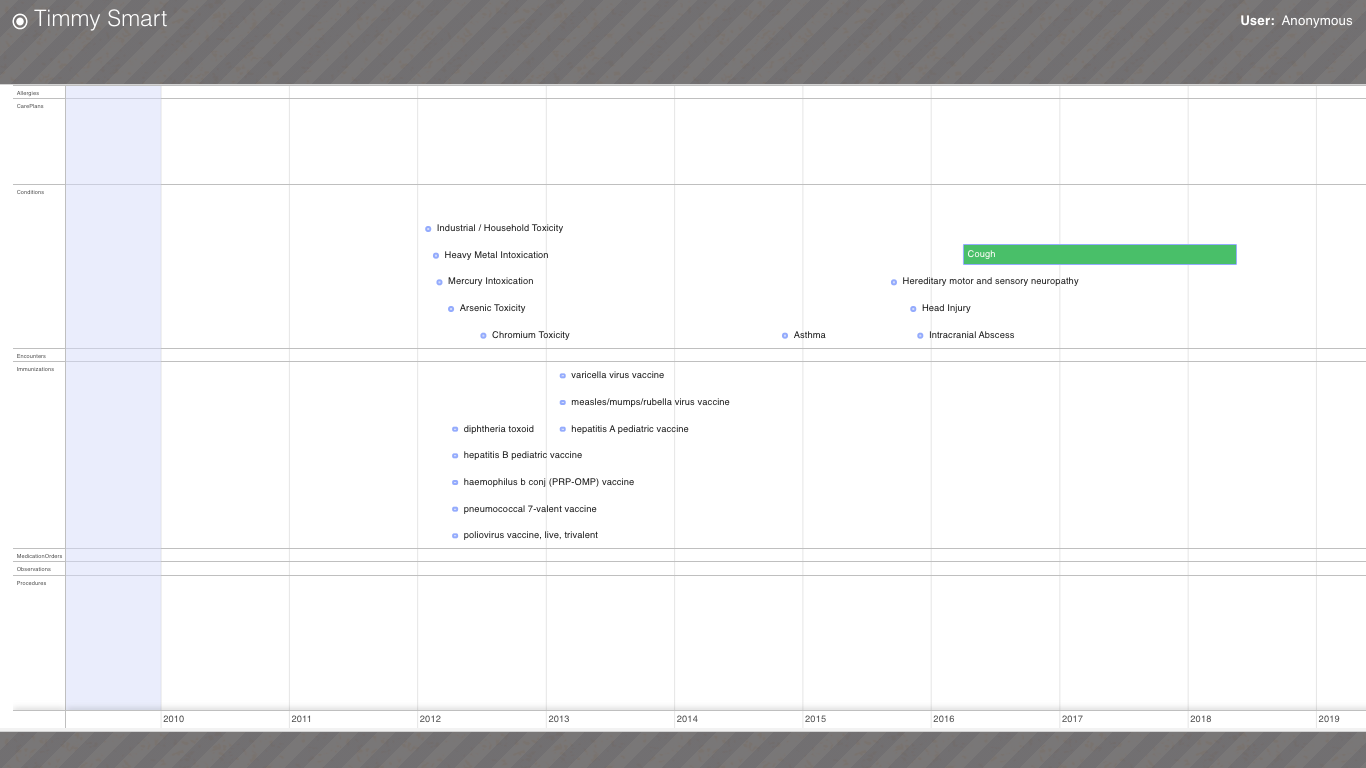 Timmy Smart
User: Anonymous
Allergies
CarePlans
Conditions
Industrial / Household Toxicity
Heavy Metal Intoxication
Cough
Mercury Intoxication
Hereditary motor and sensory neuropathy
Arsenic Toxicity
Head Injury
Chromium Toxicity
Asthma
Intracranial Abscess
Encounters
Immunizations
varicella virus vaccine
measles/mumps/rubella virus vaccine
diphtheria toxoid
hepatitis A pediatric vaccine
hepatitis B pediatric vaccine
haemophilus b conj (PRP-OMP) vaccine
pneumococcal 7-valent vaccine
poliovirus vaccine, live, trivalent
MedicationOrders
Observations
Procedures
2010 2011 2012 2013 2014 2015 2016 2017 2018 2019